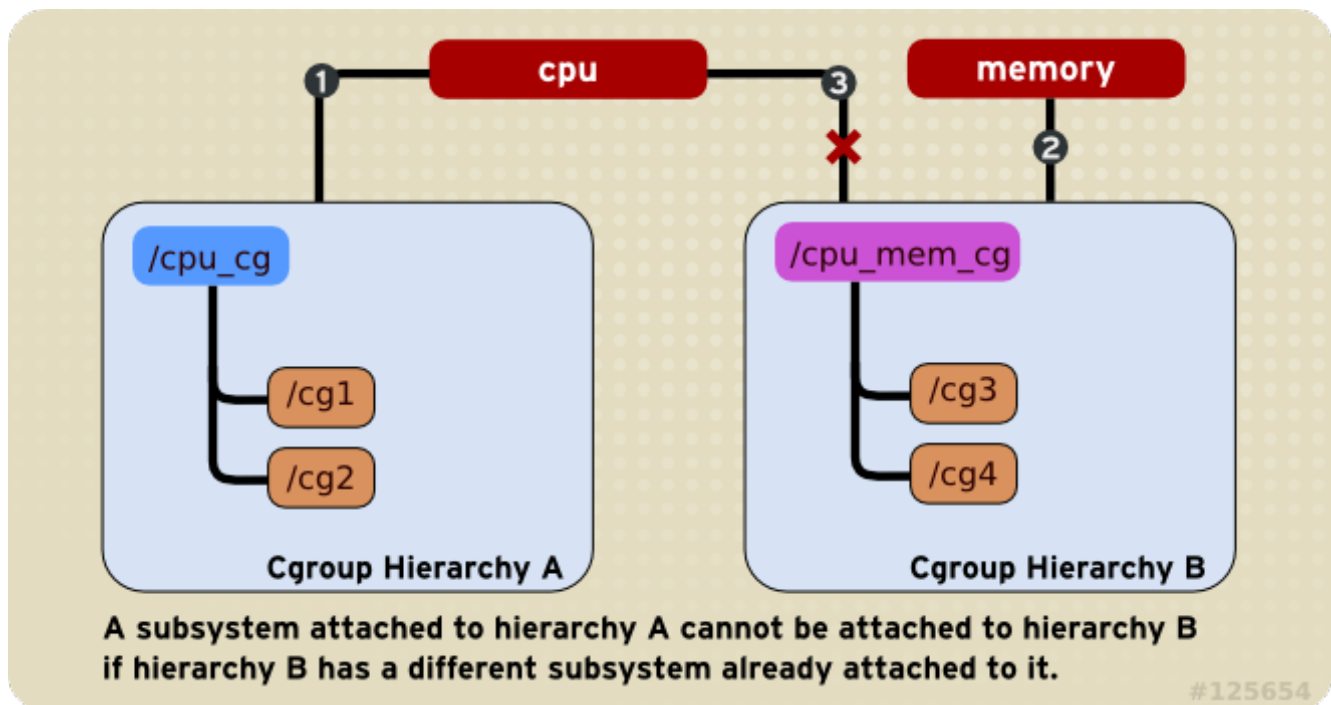 cpu
memory
1
3
2
/cpu_cg
/cg1
/cg2
Cgroup Hierarchy A
/cpu_mem_cg
/cg3
/cg4
Cgroup Hierarchy B
A subsystem attached to hierarchy A cannot be attached to hierarchy B
if hierarchy B has a different subsystem already attached to it.
#125654